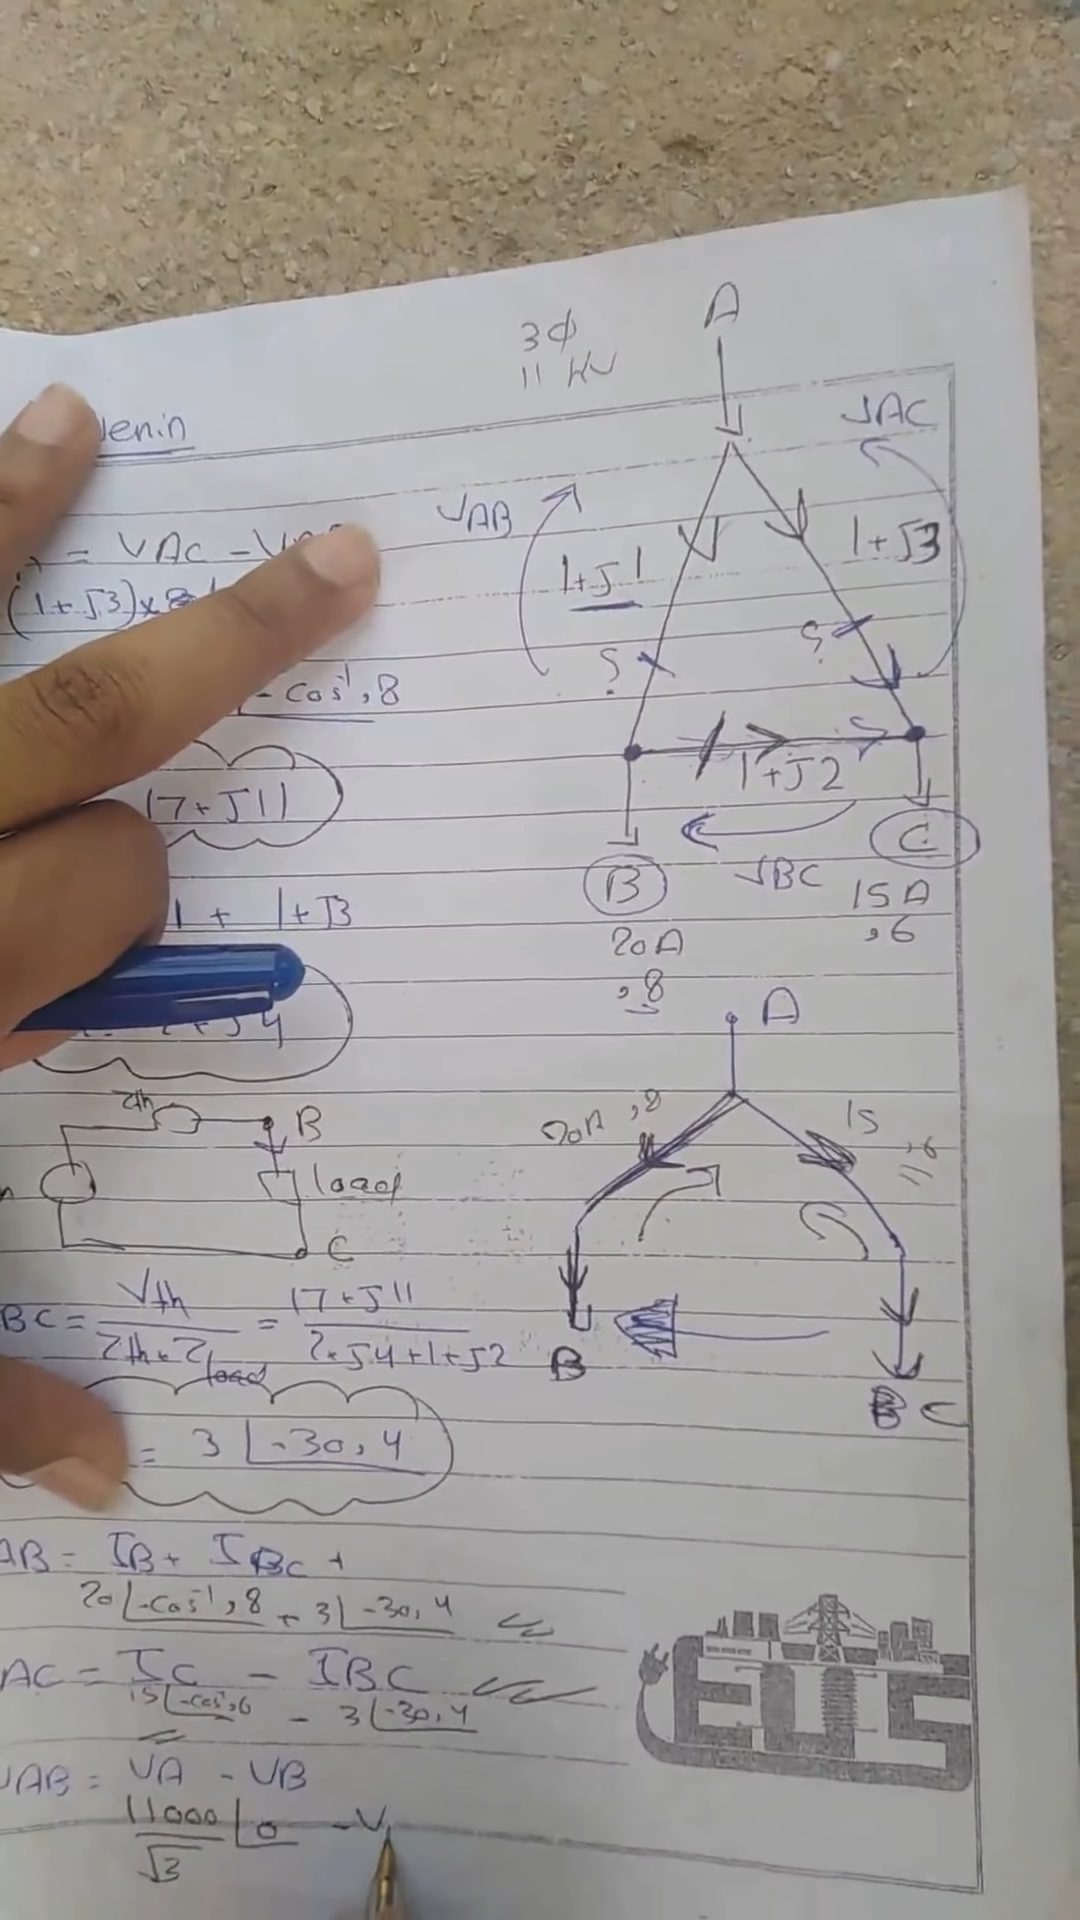 3Φ
11 KV
A
VAC
VAB
1+J1
1+J3
?
?
1+J2
VBC
B
20A
,8
C
15A
,6
= VAC -
(1+J3)×
-cos⁻¹,8
17+J11
1 + 1+J3
+J4
Zth
B
load
C
A
20A ,8
15
,6
B
C
BC = Vth / Zth+Zload = 17+J11 / 2+J4+1+J2
= 3 ∟-30,4
AB = IB + IBC +
20∟-cos⁻¹,8 + 3∟-30,4
AC = IC - IBC
15∟-cos⁻¹,6 - 3∟-30,4
VAB = VA - VB
11000/√3 ∟0 - V
EUS